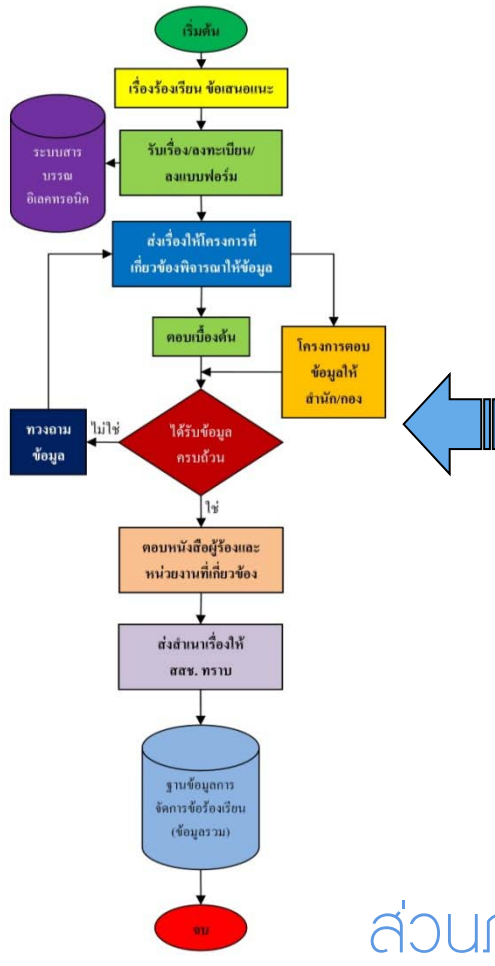 เริ่มต้น
เรื่องร้องเรียน ข้อเสนอแนะ
ระบบสาร
บรรณ
อิเลคทรอนิค
รับเรื่อง/ลงทะเบียน/
ลงแบบฟอร์ม
ส่งเรื่องให้โครงการที่
เกี่ยวข้องพิจารณาให้ข้อมูล
ตอบเบื้องต้น
โครงการตอบ
ข้อมูลให้
สำนัก/กอง
ทวงถาม
ข้อมูล
ไม่ใช่
ได้รับข้อมูล
ครบถ้วน
ใช่
ตอบหนังสือผู้ร้องและ
หน่วยงานที่เกี่ยวข้อง
ส่งสำเนาเรื่องให้
สสช. ทราบ
ฐานข้อมูลการ
จัดการข้อร้องเรียน
(ข้อมูลรวม)
จบ